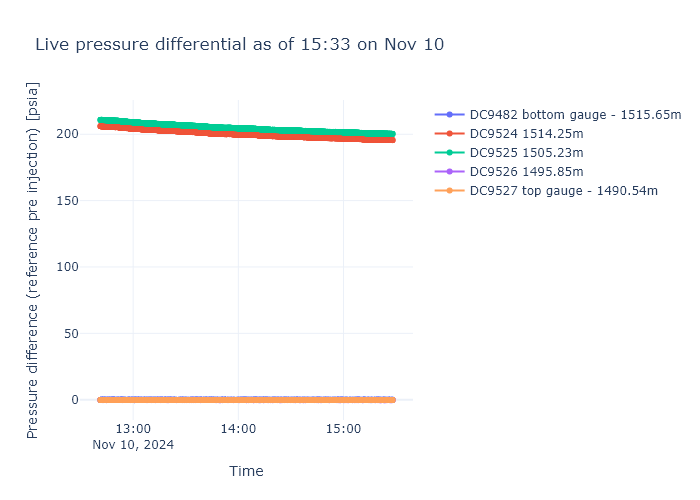 Live pressure differential as of 15:33 on Nov 10
Pressure difference (reference pre injection) [psia]
200
150
100
50
0
13:00
Nov 10, 2024
14:00
15:00
Time
DC9482 bottom gauge - 1515.65m
DC9524 1514.25m
DC9525 1505.23m
DC9526 1495.85m
DC9527 top gauge - 1490.54m